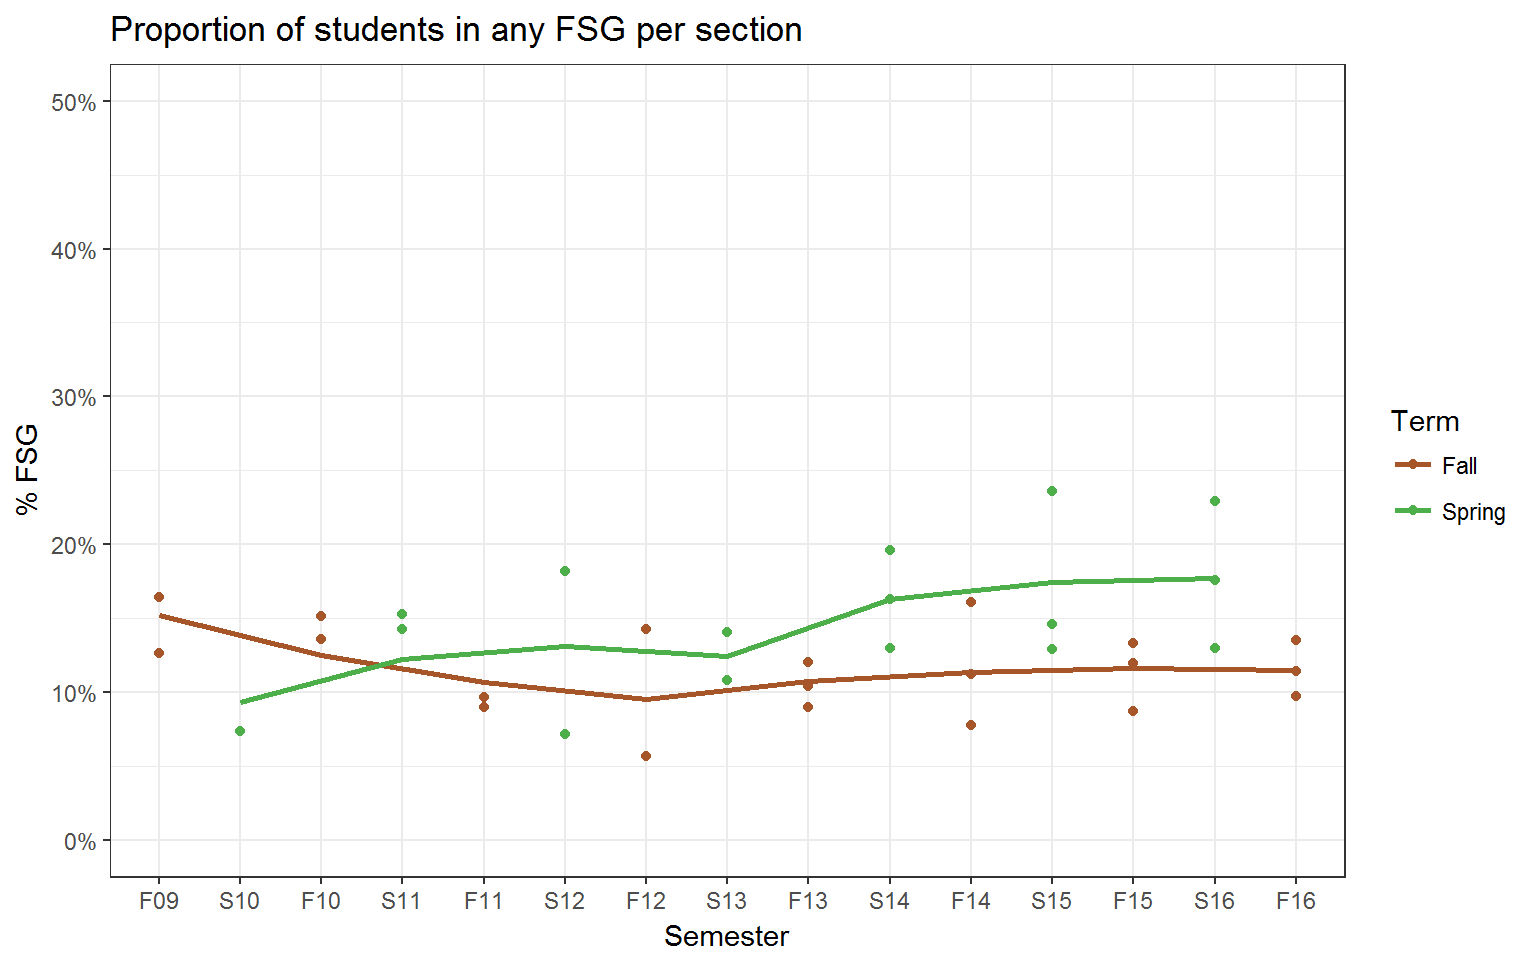 Proportion of students in any FSG per section
50%
40%
30%
20%
10%
0%
% FSG
F09 S10 F10 S11 F11 S12 F12 S13 F13 S14 F14 S15 F15 S16 F16
Semester
Term
Fall
Spring